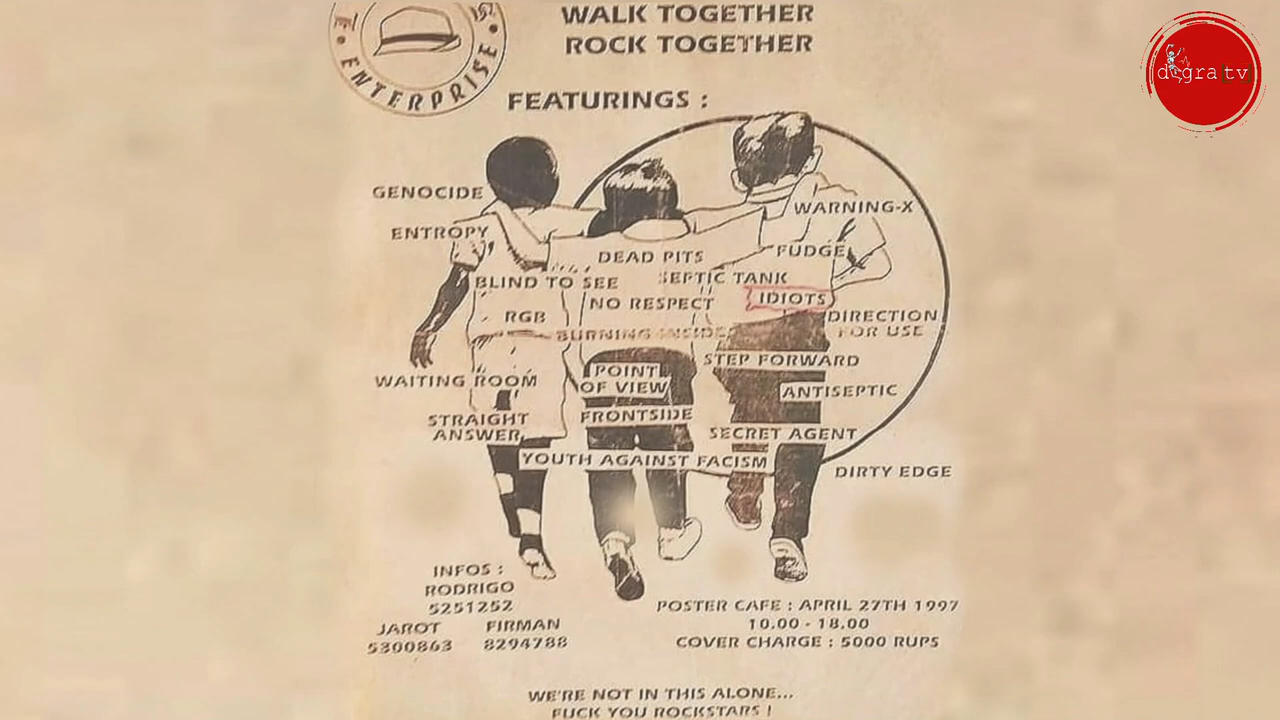 ENTERPRISE
WALK TOGETHER
ROCK TOGETHER
FEATURINGS :
GENOCIDE
WARNING-X
ENTROPY
DEAD PITS
FUDGE
BLIND TO SEE
SEPTIC TANK
NO RESPECT
IDIOTS
RGB
DIRECTION
FOR USE
BURNING INSIDE
STEP FORWARD
WAITING ROOM
POINT
OF VIEW
ANTISEPTIC
STRAIGHT
ANSWER
FRONTSIDE
SECRET AGENT
YOUTH AGAINST FACISM
DIRTY EDGE
INFOS :
RODRIGO
5251252
JAROT
5300863
FIRMAN
8294788
POSTER CAFE : APRIL 27TH 1997
10.00 - 18.00
COVER CHARGE : 5000 RUPS
WE'RE NOT IN THIS ALONE...
FUCK YOU ROCKSTARS !